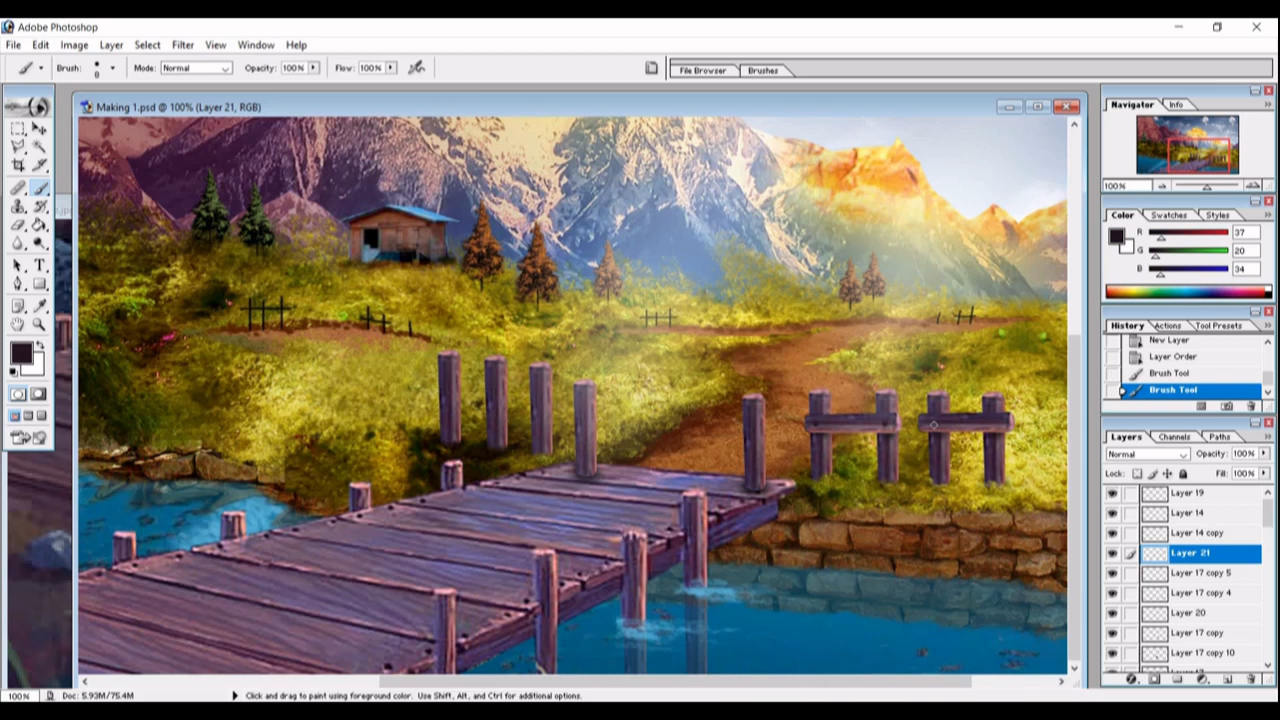 Adobe Photoshop
File Edit Image Layer Select Filter View Window Help
Brush: 8 Mode: Normal Opacity: 100% Flow: 100% File Browser Brushes
Making 1.psd @ 100% (Layer 21, RGB)
Navigator Info
100%
Color Swatches Styles
R 37
G 20
B 34
History Actions Tool Presets
New Layer
Layer Order
Brush Tool
Brush Tool
Layers Channels Paths
Normal Opacity: 100%
Lock: Fill: 100%
Layer 19
Layer 14
Layer 14 copy
Layer 21
Layer 17 copy 5
Layer 17 copy 4
Layer 20
Layer 17 copy
Layer 17 copy 10
100% Doc: 5.93M/75.4M Click and drag to paint using foreground color. Use Shift, Alt, and Ctrl for additional options.